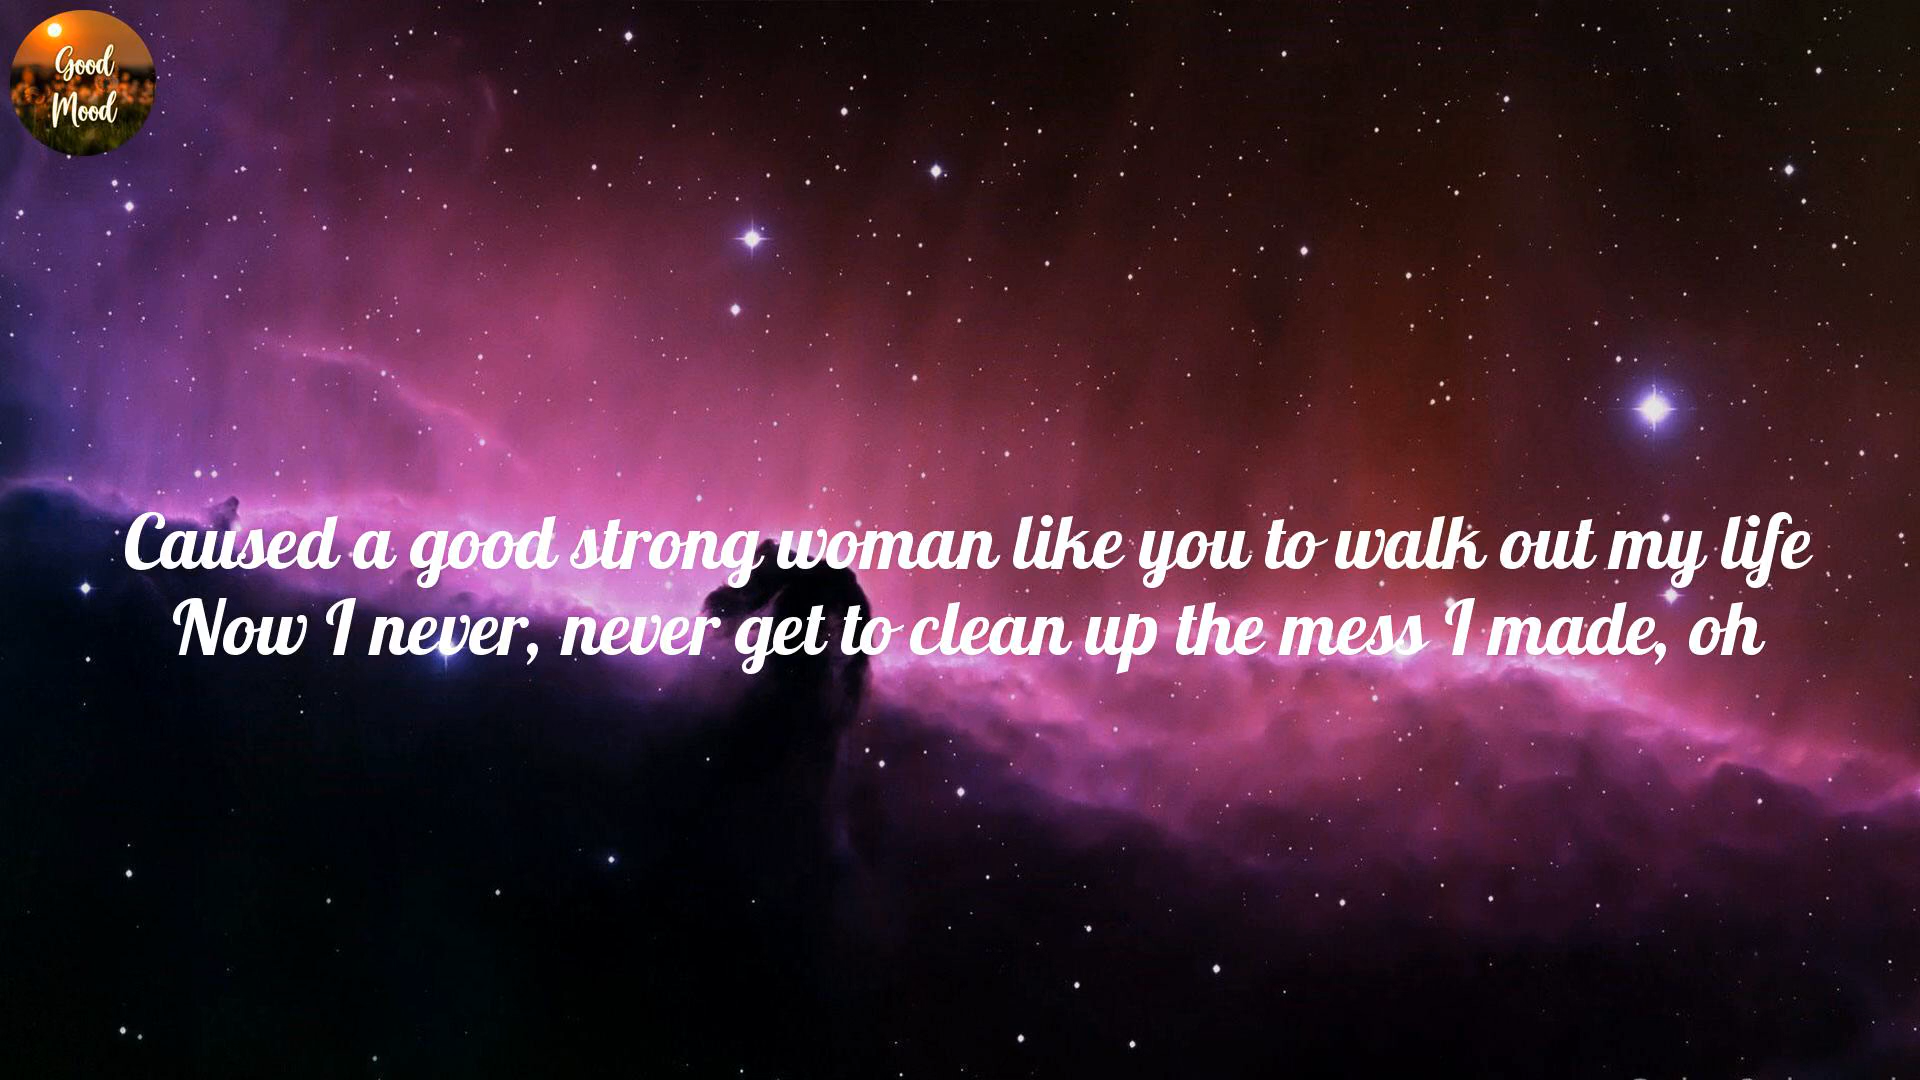 Good
Mood
Caused a good strong woman like you to walk out my life
Now I never, never get to clean up the mess I made, oh